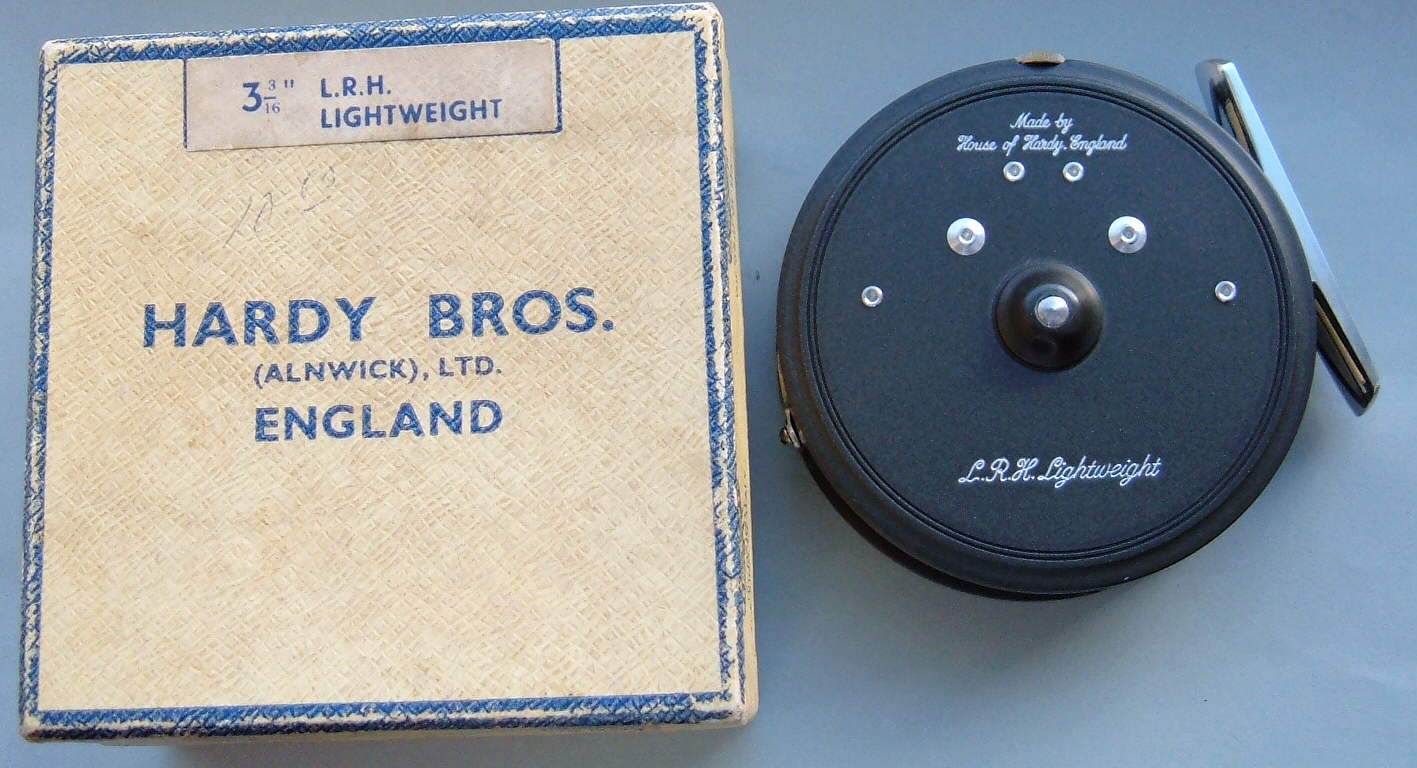 3 3/16" L.R.H.
LIGHTWEIGHT
HARDY BROS.
(ALNWICK), LTD.
ENGLAND
Made by
House of Hardy. England
L.R.H. Lightweight